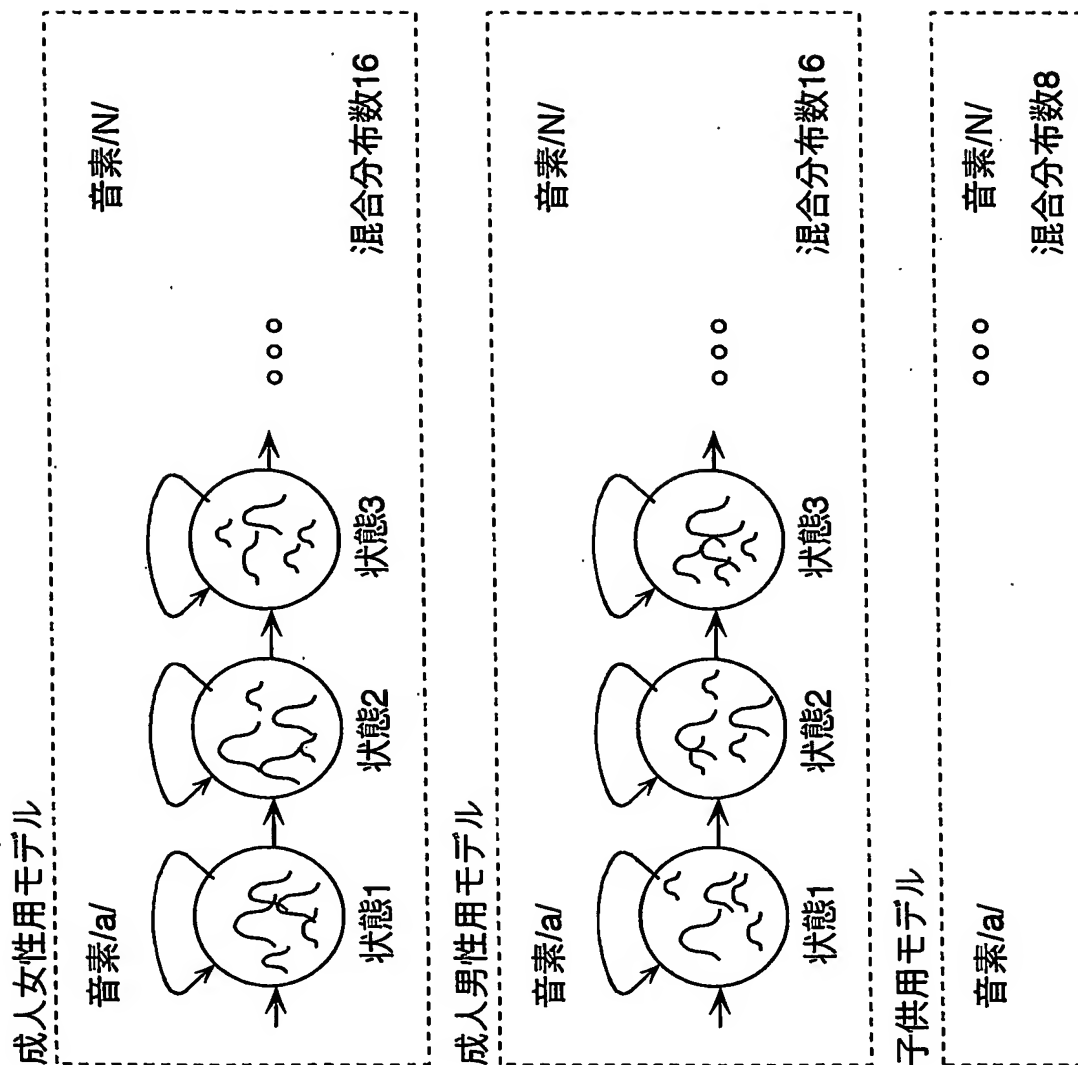 成人女性用モデル
音素/a/
音素/N/
状態1
状態2
状態3
混合分布数16
成人男性用モデル
音素/a/
音素/N/
状態1
状態2
状態3
混合分布数16
子供用モデル
音素/a/
音素/N/
混合分布数8